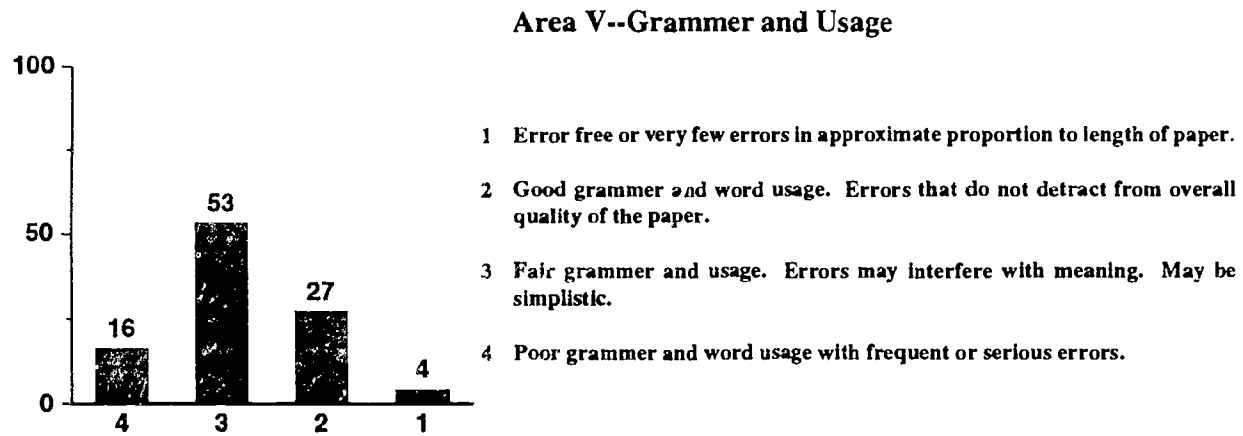 Area V--Grammer and Usage
100
50
0
16
53
27
4
4
3
2
1
1 Error free or very few errors in approximate proportion to length of paper.
2 Good grammer and word usage. Errors that do not detract from overall
quality of the paper.
3 Fair grammer and usage. Errors may interfere with meaning. May be
simplistic.
4 Poor grammer and word usage with frequent or serious errors.